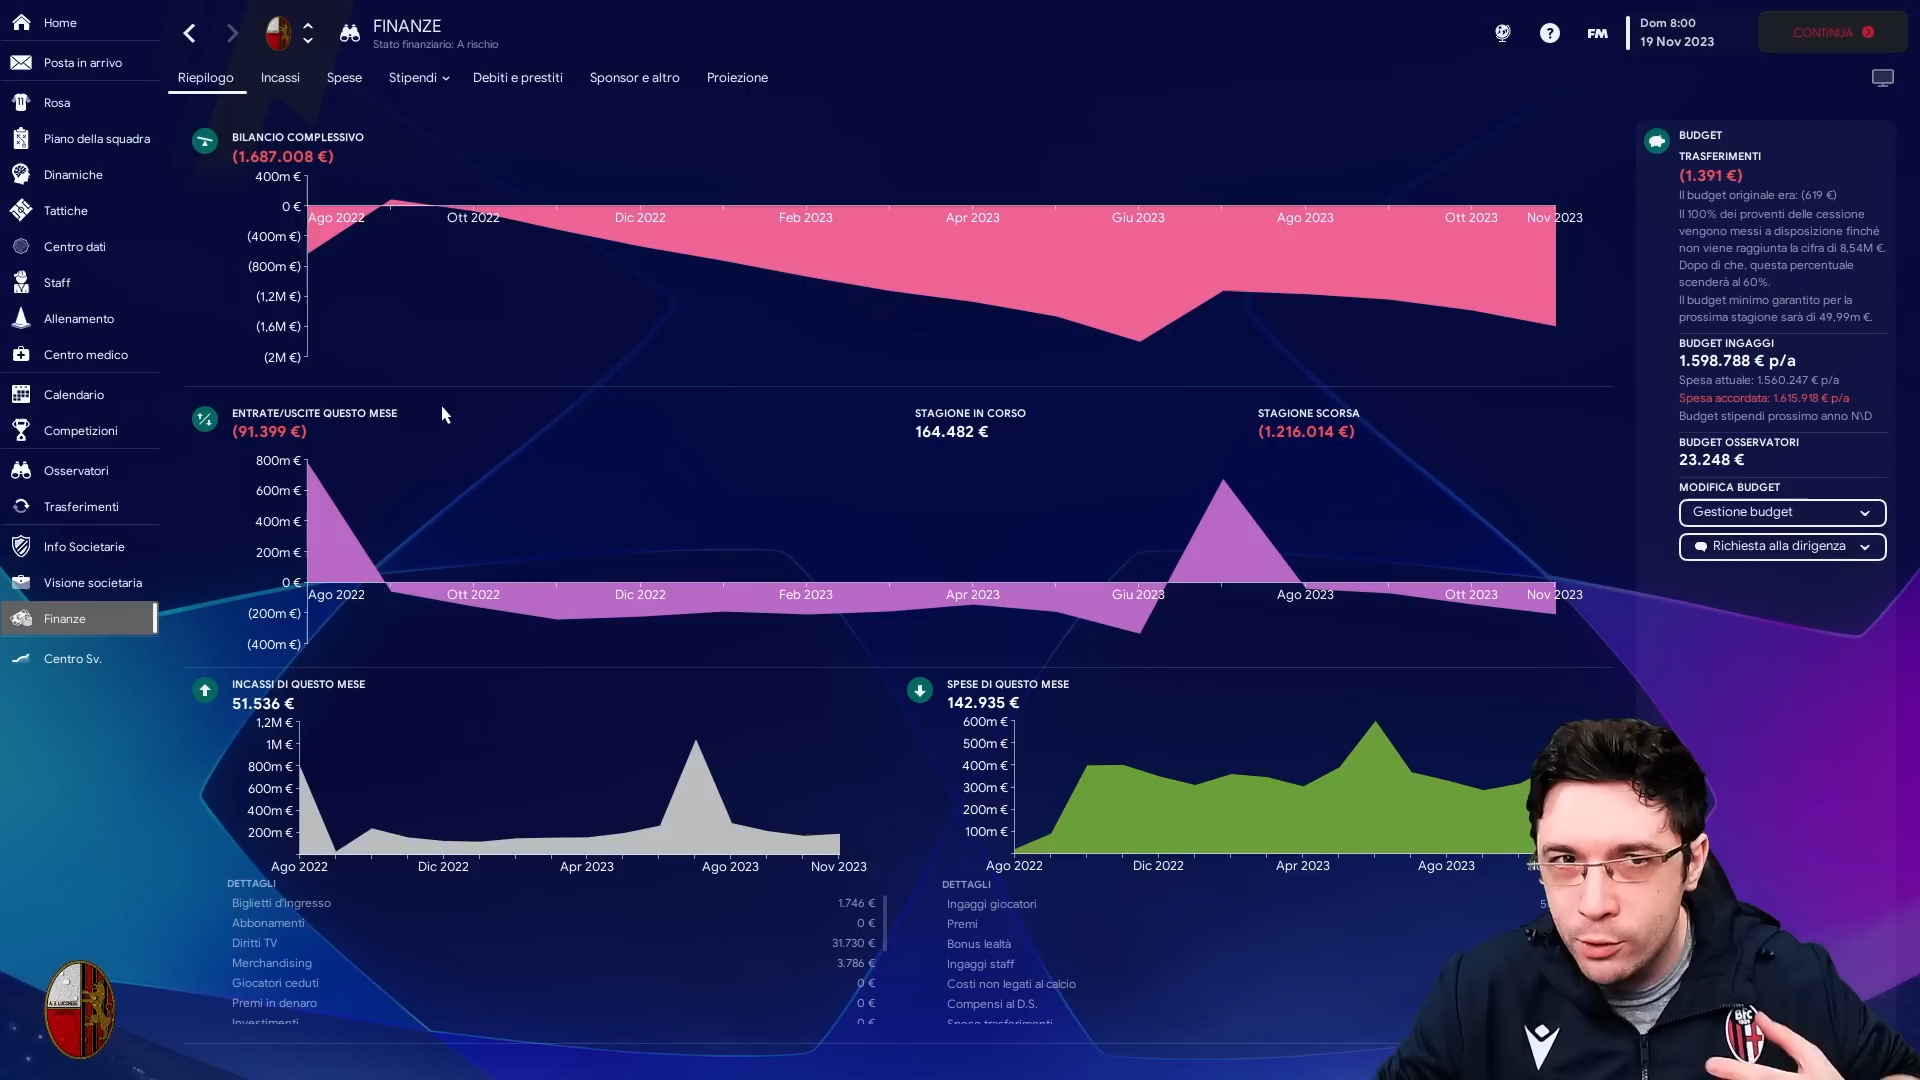 Home
Posta in arrivo
Rosa
Piano della squadra
Dinamiche
Tattiche
Centro dati
Staff
Allenamento
Centro medico
Calendario
Competizioni
Osservatori
Trasferimenti
Info Societarie
Visione societaria
Finanze
Centro Sv.
FINANZE
Stato finanziario: A rischio
FM
Dom 8:00
19 Nov 2023
CONTINUA
Riepilogo Incassi Spese Stipendi Debiti e prestiti Sponsor e altro Proiezione
BILANCIO COMPLESSIVO
(1.687.008 €)
400m €
0 €
(400m €)
(800m €)
(1,2M €)
(1,6M €)
(2M €)
Ago 2022 Ott 2022 Dic 2022 Feb 2023 Apr 2023 Giu 2023 Ago 2023 Ott 2023 Nov 2023
ENTRATE/USCITE QUESTO MESE
(91.399 €)
STAGIONE IN CORSO
164.482 €
STAGIONE SCORSA
(1.216.014 €)
800m €
600m €
400m €
200m €
0 €
(200m €)
(400m €)
Ago 2022 Ott 2022 Dic 2022 Feb 2023 Apr 2023 Giu 2023 Ago 2023 Ott 2023 Nov 2023
INCASSI DI QUESTO MESE
51.536 €
1,2M €
1M €
800m €
600m €
400m €
200m €
Ago 2022 Dic 2022 Apr 2023 Ago 2023 Nov 2023
DETTAGLI
Biglietti d'ingresso 1.746 €
Abbonamenti 0 €
Diritti TV 31.730 €
Merchandising 3.786 €
Giocatori ceduti 0 €
Premi in denaro 0 €
Investimenti 0 €
SPESE DI QUESTO MESE
142.935 €
600m €
500m €
400m €
300m €
200m €
100m €
Ago 2022 Dic 2022 Apr 2023 Ago 2023
DETTAGLI
Ingaggi giocatori
Premi
Bonus lealtà
Ingaggi staff
Costi non legati al calcio
Compensi al D.S.
Spese trasferimenti
BUDGET
TRASFERIMENTI
(1.391 €)
Il budget originale era: (619 €)
Il 100% dei proventi delle cessione
vengono messi a disposizione finché
non viene raggiunta la cifra di 8,54M €.
Dopo di che, questa percentuale
scenderà al 60%.
Il budget minimo garantito per la
prossima stagione sarà di 49,99m €.
BUDGET INGAGGI
1.598.788 € p/a
Spesa attuale: 1.560.247 € p/a
Spesa accordata: 1.615.918 € p/a
Budget stipendi prossimo anno N\D
BUDGET OSSERVATORI
23.248 €
MODIFICA BUDGET
Gestione budget
Richiesta alla dirigenza